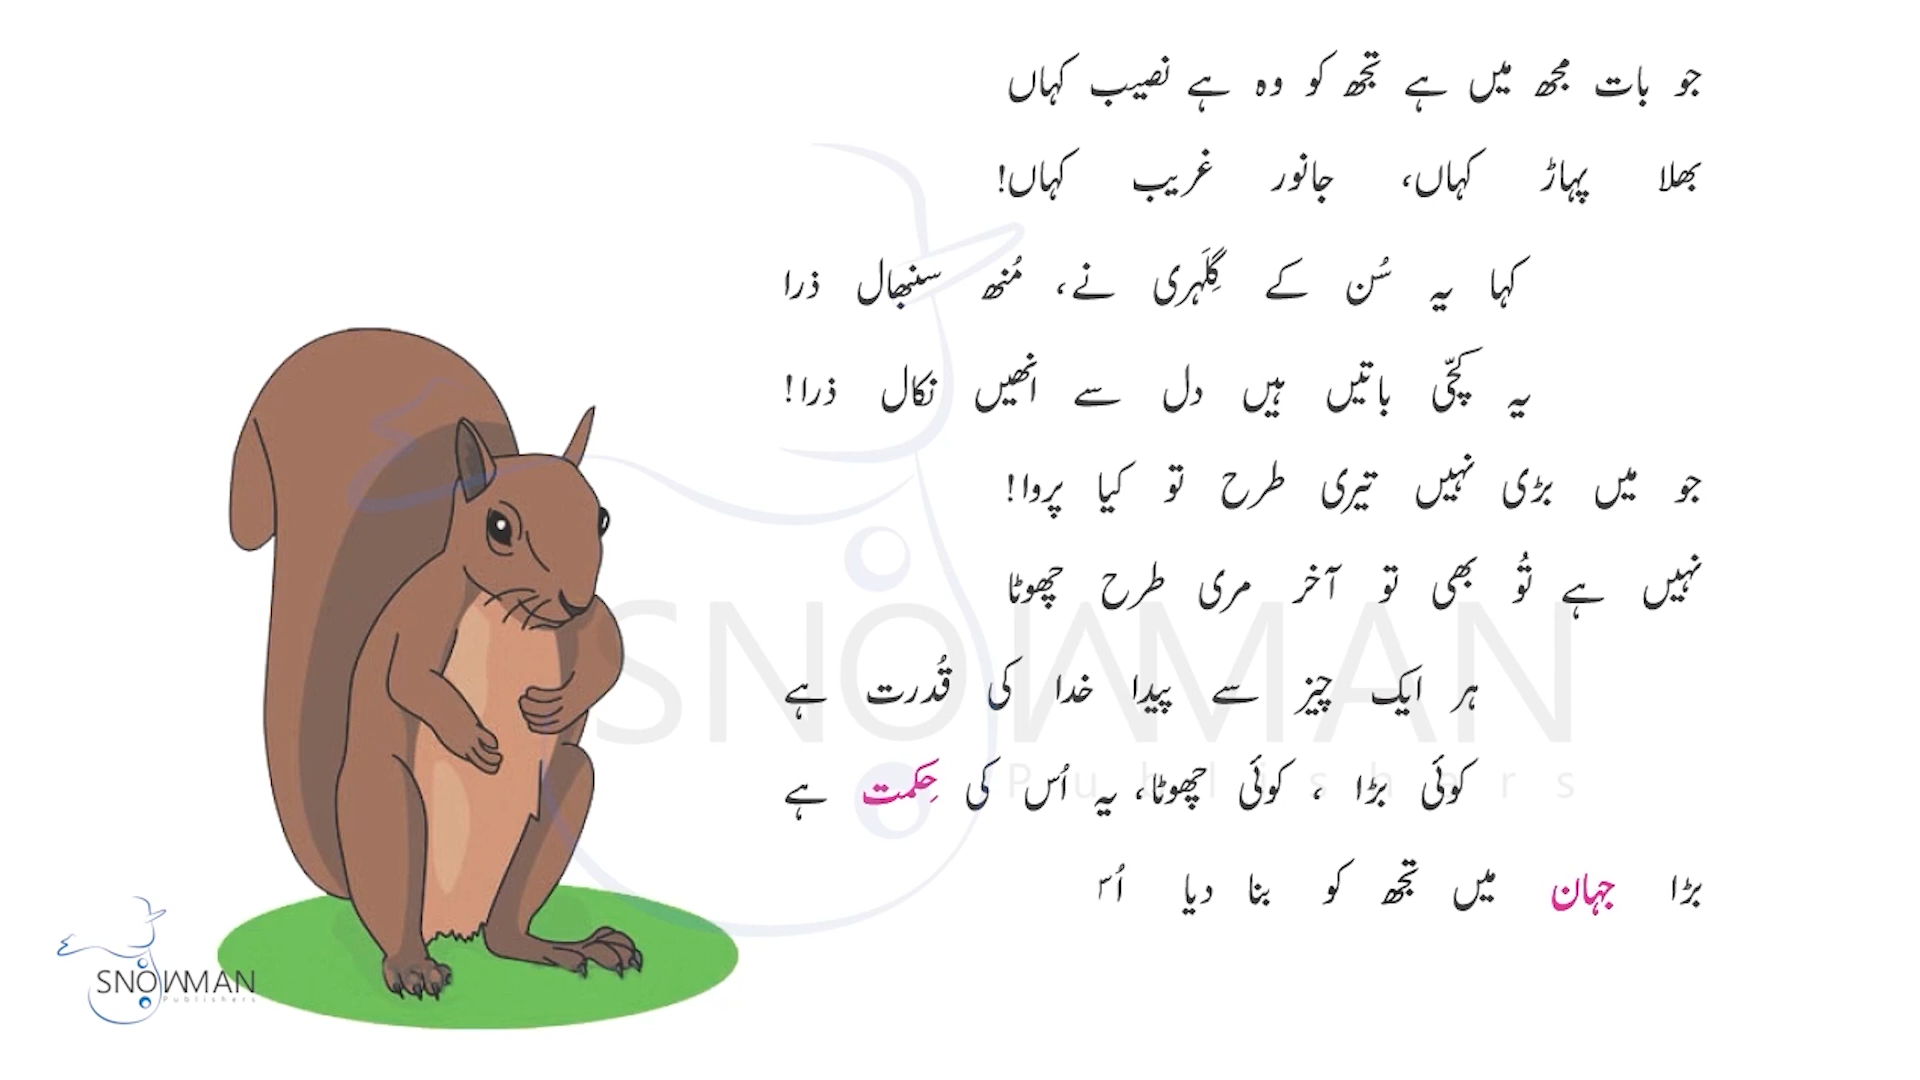 جو بات مجھ میں ہے تجھ کو وہ ہے نصیب کہاں
بھلا پہاڑ کہاں، جانور غریب کہاں!
کہا یہ سُن کے گِلَہری نے، مُنھ سنبھال ذرا
یہ کچّی باتیں ہیں دل سے انھیں نکال ذرا!
جو میں بڑی نہیں تیری طرح تو کیا پروا!
نہیں ہے تُو بھی تو آخر مری طرح چھوٹا
ہر ایک چیز سے پیدا خدا کی قُدرت ہے
کوئی بڑا ، کوئی چھوٹا، یہ اُس کی حِکمت ہے
بڑا جہان میں تجھ کو بنا دیا
SNOWMAN
Publishers
SNOWMAN
Publishers